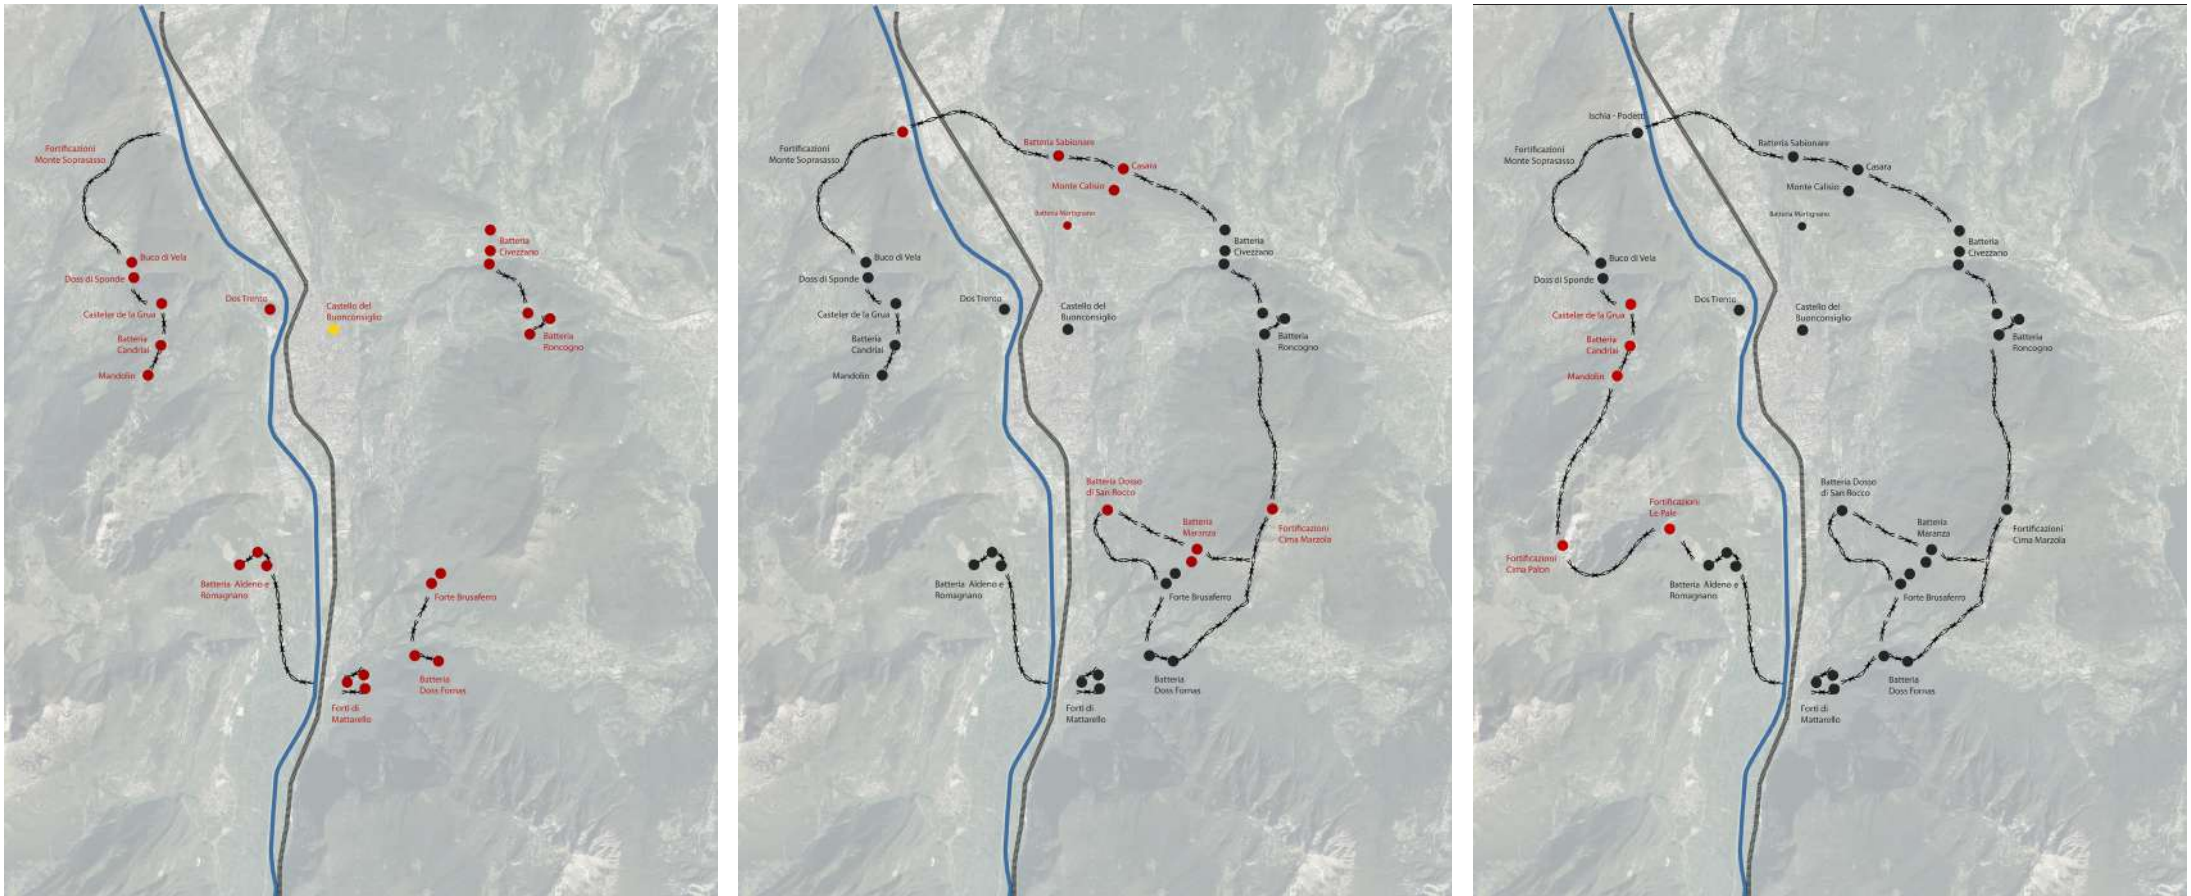 Fortificazioni
Monte Soprasasso
Buco di Vela
Doss di Sponde
Casteler de la Grua
Batteria
Candriai
Mandolin
Dos Trento
Castello del
Buonconsiglio
Batteria
Civezzano
Batteria
Roncogno
Batteria Aldeno e
Romagnano
Forte Brusaferro
Batteria
Doss Fornas
Forti di
Mattarello
Fortificazioni
Monte Soprasasso
Batteria Sabionare
Casara
Monte Calisio
Batteria Martignano
Batteria
Civezzano
Buco di Vela
Doss di Sponde
Casteler de la Grua
Batteria
Candriai
Mandolin
Dos Trento
Castello del
Buonconsiglio
Batteria
Roncogno
Batteria Dosso
di San Rocco
Batteria
Maranza
Fortificazioni
Cima Marzola
Batteria Aldeno e
Romagnano
Forte Brusaferro
Batteria
Doss Fornas
Forti di
Mattarello
Ischia - Podetti
Fortificazioni
Monte Soprasasso
Batteria Sabionare
Casara
Monte Calisio
Batteria Martignano
Batteria
Civezzano
Buco di Vela
Doss di Sponde
Casteler de la Grua
Batteria
Candriai
Mandolin
Dos Trento
Castello del
Buonconsiglio
Batteria
Roncogno
Batteria Dosso
di San Rocco
Fortificazioni
Le Pale
Batteria
Maranza
Fortificazioni
Cima Marzola
Fortificazioni
Cima Palon
Batteria Aldeno e
Romagnano
Forte Brusaferro
Batteria
Doss Fornas
Forti di
Mattarello